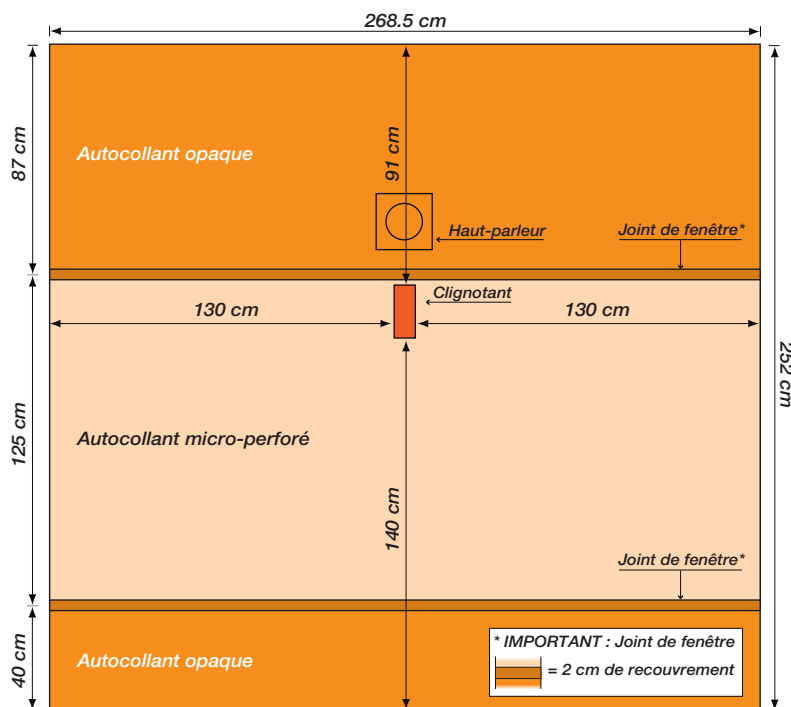 268.5 cm
87 cm
91 cm
Autocollant opaque
Haut-parleur
Joint de fenêtre*
Clignotant
130 cm
130 cm
252 cm
125 cm
Autocollant micro-perforé
140 cm
Joint de fenêtre*
40 cm
Autocollant opaque
* IMPORTANT : Joint de fenêtre
= 2 cm de recouvrement